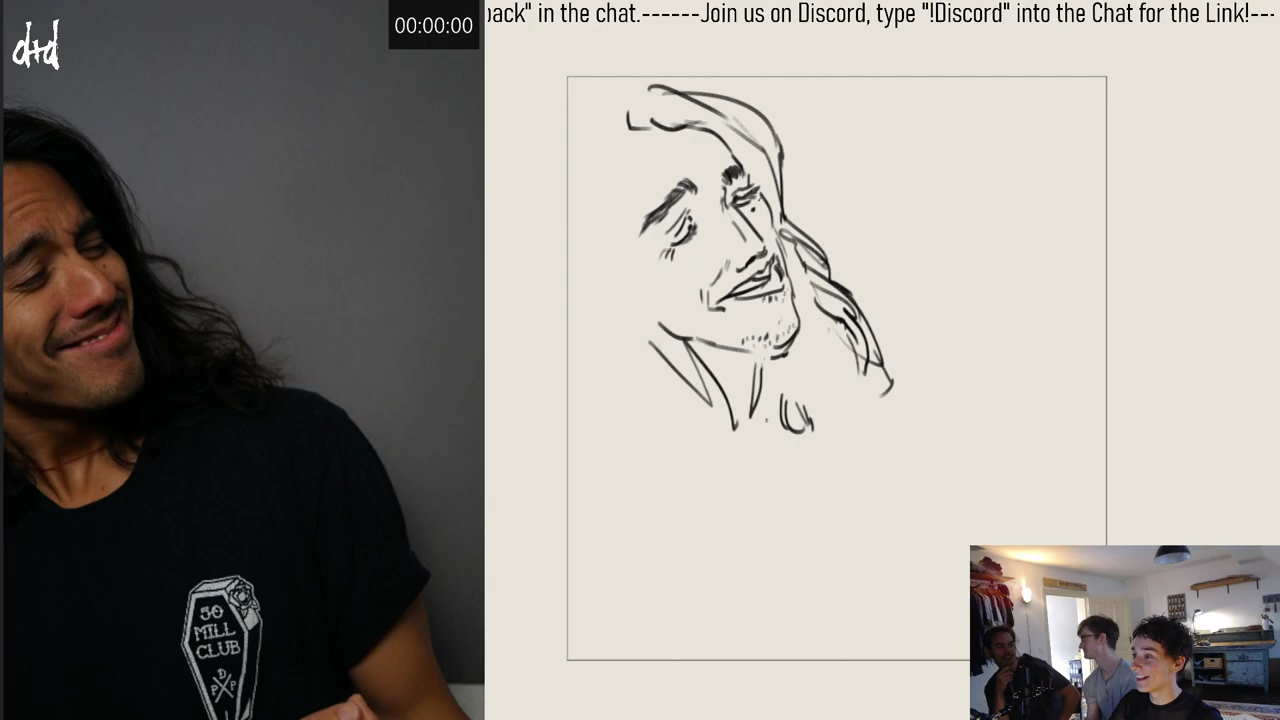 d+d
00:00:00
back" in the chat.------Join us on Discord, type "!Discord" into the Chat for the Link!---
50
MILL
CLUB
D
P P